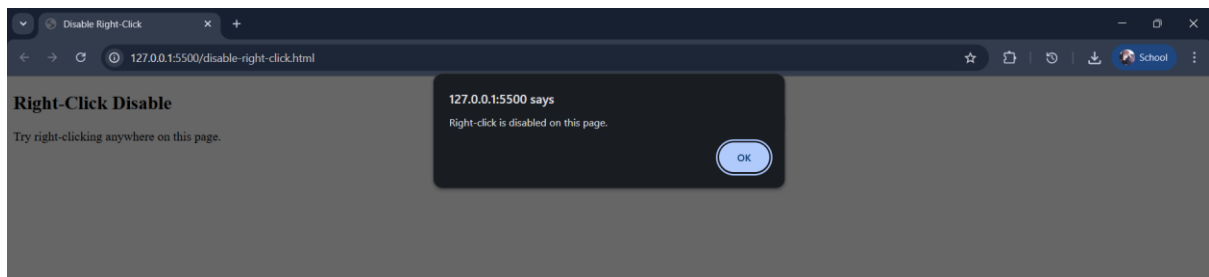 Disable Right-Click
127.0.0.1:5500/disable-right-click.html
School
Right-Click Disable
Try right-clicking anywhere on this page.
127.0.0.1:5500 says
Right-click is disabled on this page.
OK